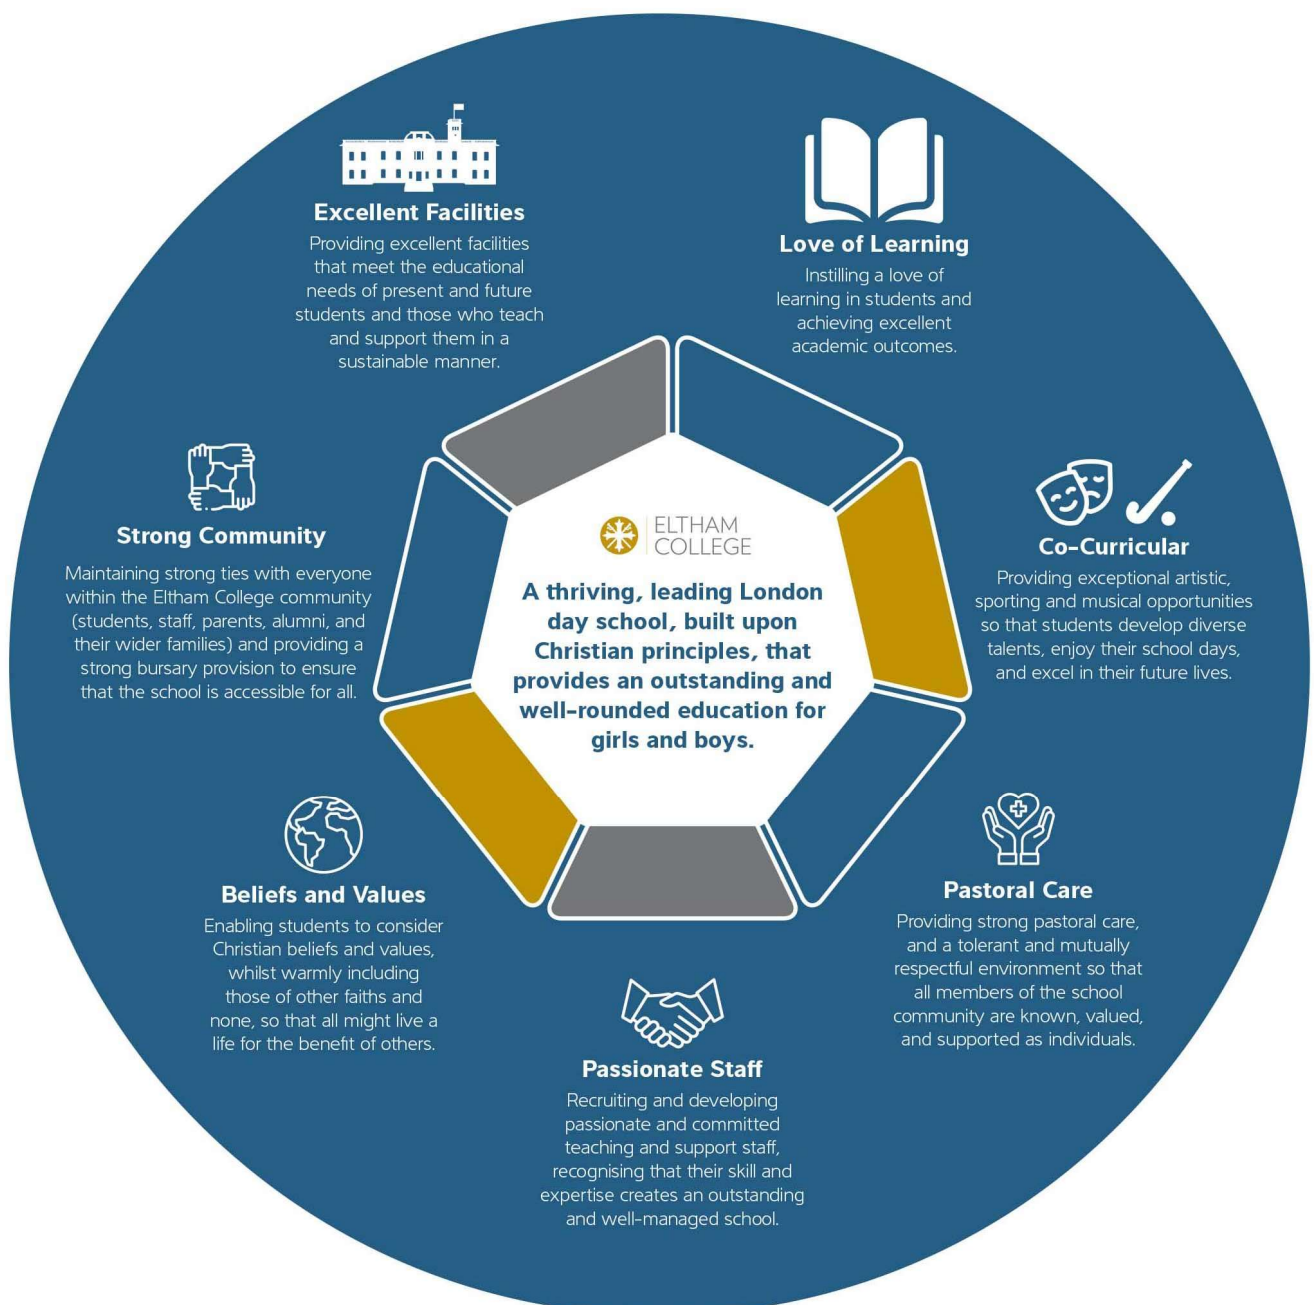 Excellent Facilities
Providing excellent facilities
that meet the educational
needs of present and future
students and those who teach
and support them in a
sustainable manner.
Love of Learning
Instilling a love of
learning in students and
achieving excellent
academic outcomes.
Strong Community
Maintaining strong ties with everyone
within the Eltham College community
(students, staff, parents, alumni, and
their wider families) and providing a
strong bursary provision to ensure
that the school is accessible for all.
ELTHAM
COLLEGE
A thriving, leading London
day school, built upon
Christian principles, that
provides an outstanding and
well-rounded education for
girls and boys.
Co-Curricular
Providing exceptional artistic,
sporting and musical opportunities
so that students develop diverse
talents, enjoy their school days,
and excel in their future lives.
Beliefs and Values
Enabling students to consider
Christian beliefs and values,
whilst warmly including
those of other faiths and
none, so that all might live a
life for the benefit of others.
Pastoral Care
Providing strong pastoral care,
and a tolerant and mutually
respectful environment so that
all members of the school
community are known, valued,
and supported as individuals.
Passionate Staff
Recruiting and developing
passionate and committed
teaching and support staff,
recognising that their skill and
expertise creates an outstanding
and well-managed school.